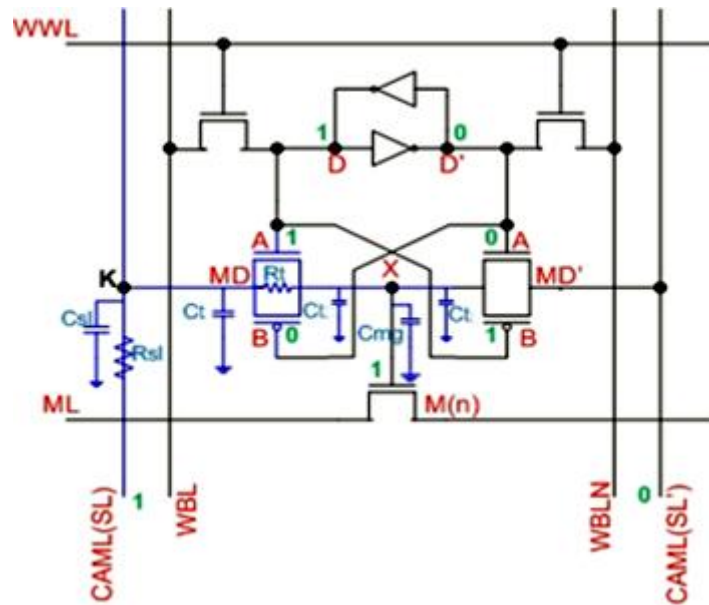 WWL
1 0
D D'
A 1 0 A
K MD Rt X MD'
Csl Ct Ct Cmg Ct
Rsl B 0 1 B
1
ML M(n)
CAML(SL) 1 WBL WBLN 0 CAML(SL')